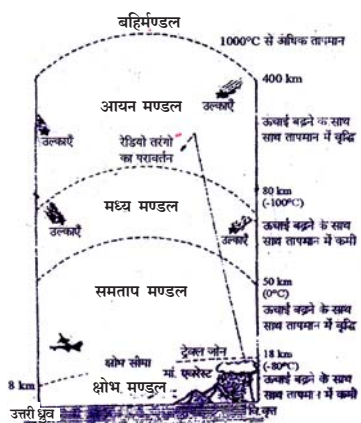 बहिर्मण्डल
1000°C से अधिक तापमान
400 km
आयन मण्डल
उल्काएँ
ऊंचाई बढ़ने के साथ
साथ तापमान में वृद्धि
रेडियो तरंगो
का परावर्तन
उल्काएँ
80 km
(-100°C)
मध्य मण्डल
उल्काएँ
उल्काएँ
ऊंचाई बढ़ने के साथ
साथ तापमान में कमी
50 km
(0°C)
समताप मण्डल
ऊंचाई बढ़ने के साथ
साथ तापमान में वृद्धि
ट्रेक्ल जोन
18 km
(-80°C)
क्षोभ सीमा
मां. एवरेस्ट
8 km
क्षोभ मण्डल
ऊंचाई बढ़ने के साथ
साथ तापमान में कमी
उत्तरी ध्रुव